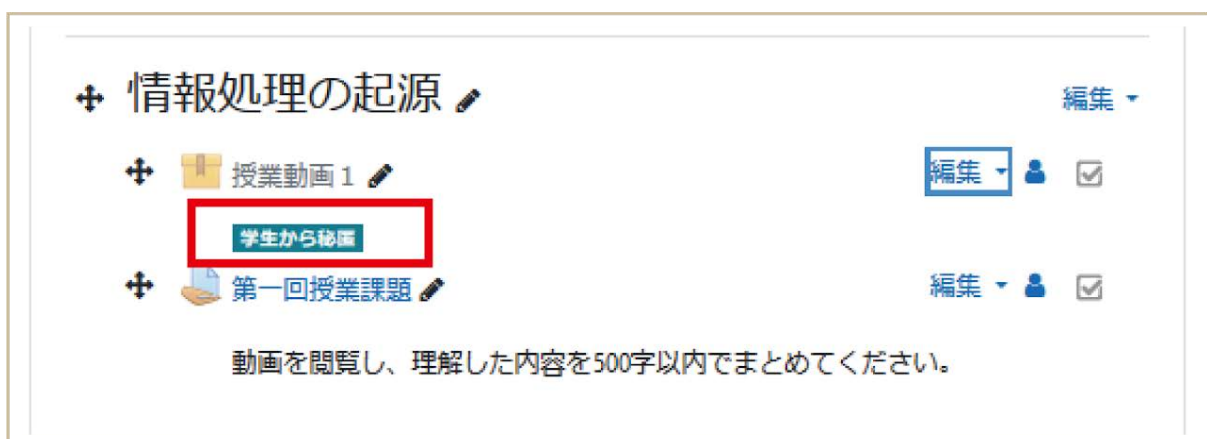 情報処理の起源 編集
授業動画 1 編集
学生から秘匿
第一回授業課題 編集
動画を閲覧し、理解した内容を500字以内でまとめてください。